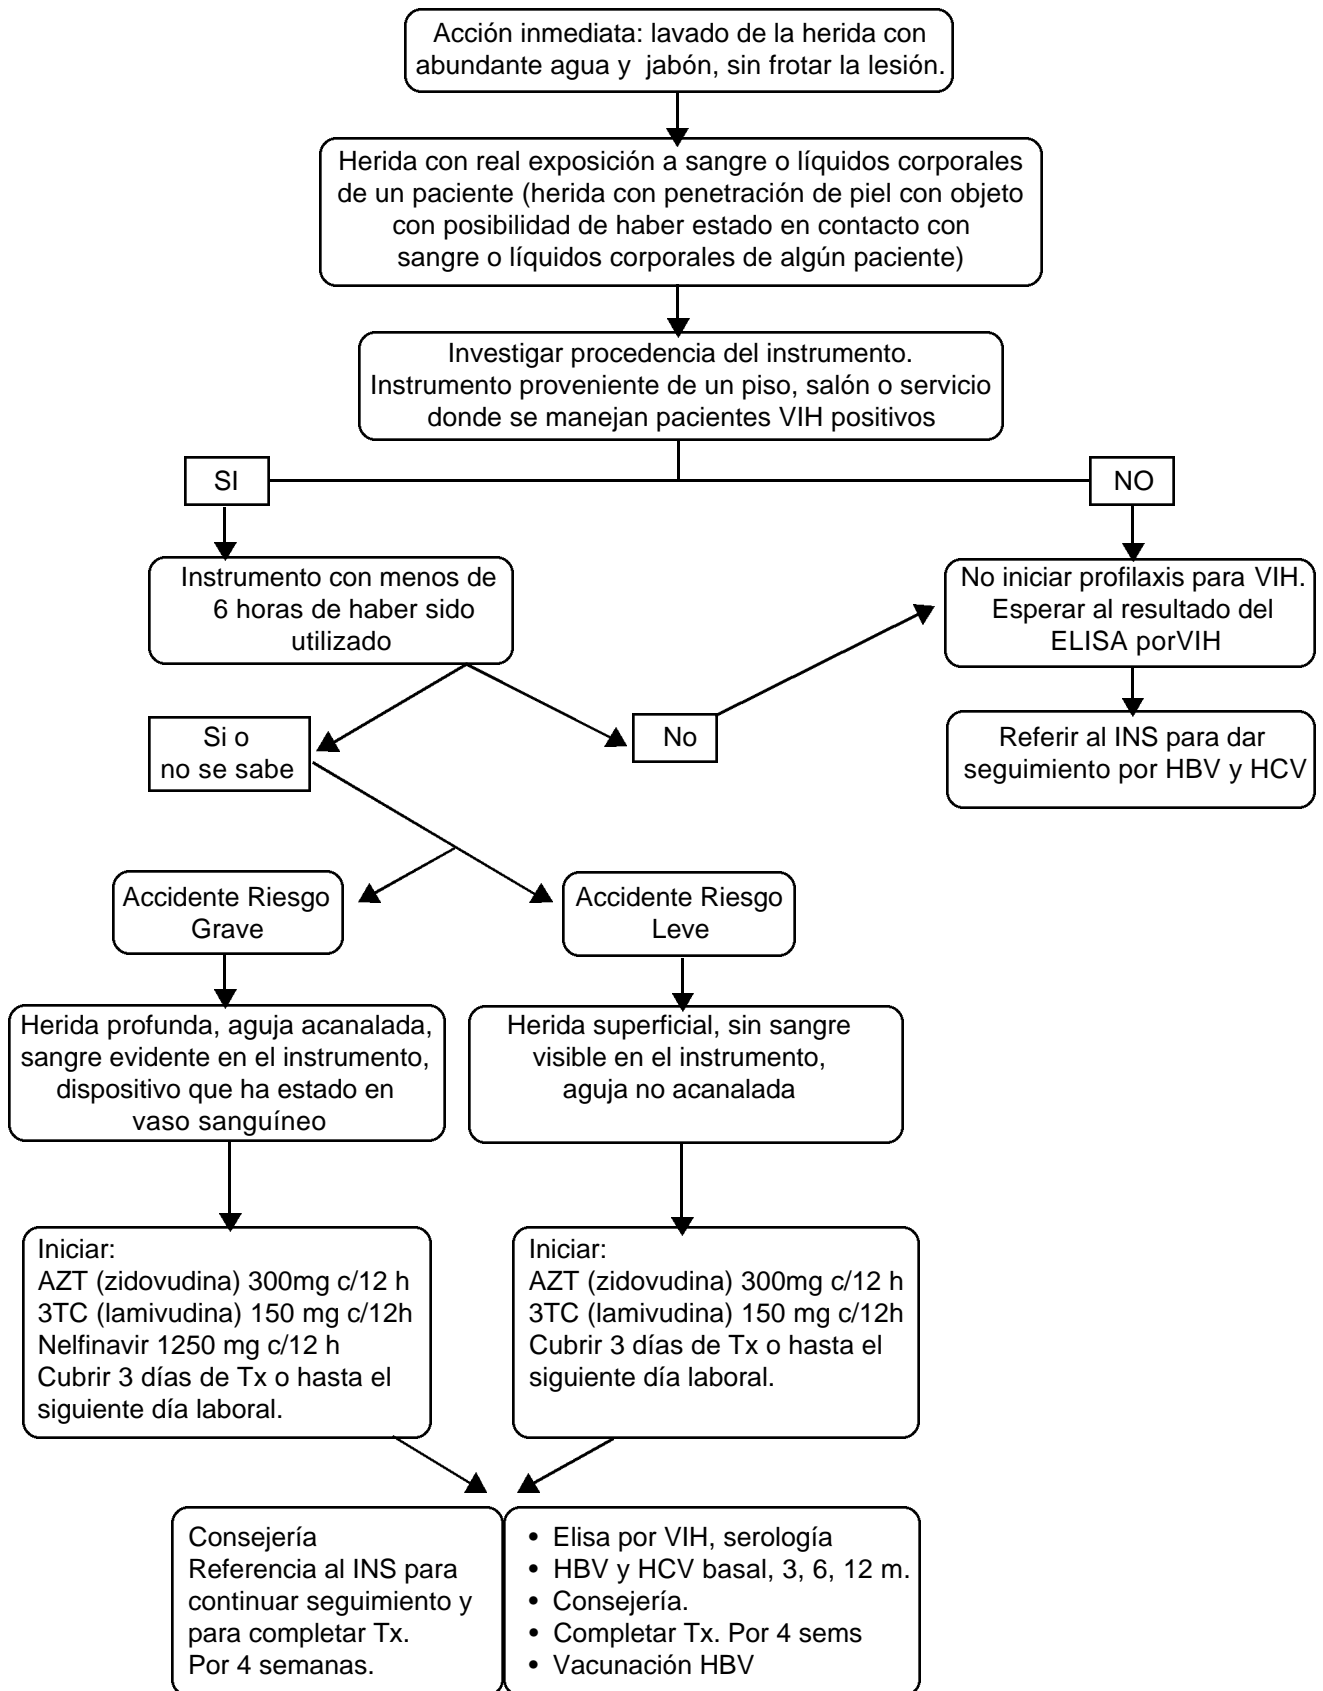 Acción inmediata: lavado de la herida con
abundante agua y jabón, sin frotar la lesión.
Herida con real exposición a sangre o líquidos corporales
de un paciente (herida con penetración de piel con objeto
con posibilidad de haber estado en contacto con
sangre o líquidos corporales de algún paciente)
Investigar procedencia del instrumento.
Instrumento proveniente de un piso, salón o servicio
donde se manejan pacientes VIH positivos
SI
NO
Instrumento con menos de
6 horas de haber sido
utilizado
No iniciar profilaxis para VIH.
Esperar al resultado del
ELISA porVIH
Si o
no se sabe
No
Referir al INS para dar
seguimiento por HBV y HCV
Accidente Riesgo
Grave
Accidente Riesgo
Leve
Herida profunda, aguja acanalada,
sangre evidente en el instrumento,
dispositivo que ha estado en
vaso sanguíneo
Herida superficial, sin sangre
visible en el instrumento,
aguja no acanalada
Iniciar:
AZT (zidovudina) 300mg c/12 h
3TC (lamivudina) 150 mg c/12h
Nelfinavir 1250 mg c/12 h
Cubrir 3 días de Tx o hasta el
siguiente día laboral.
Iniciar:
AZT (zidovudina) 300mg c/12 h
3TC (lamivudina) 150 mg c/12h
Cubrir 3 días de Tx o hasta el
siguiente día laboral.
Consejería
Referencia al INS para
continuar seguimiento y
para completar Tx.
Por 4 semanas.
• Elisa por VIH, serología
• HBV y HCV basal, 3, 6, 12 m.
• Consejería.
• Completar Tx. Por 4 sems
• Vacunación HBV